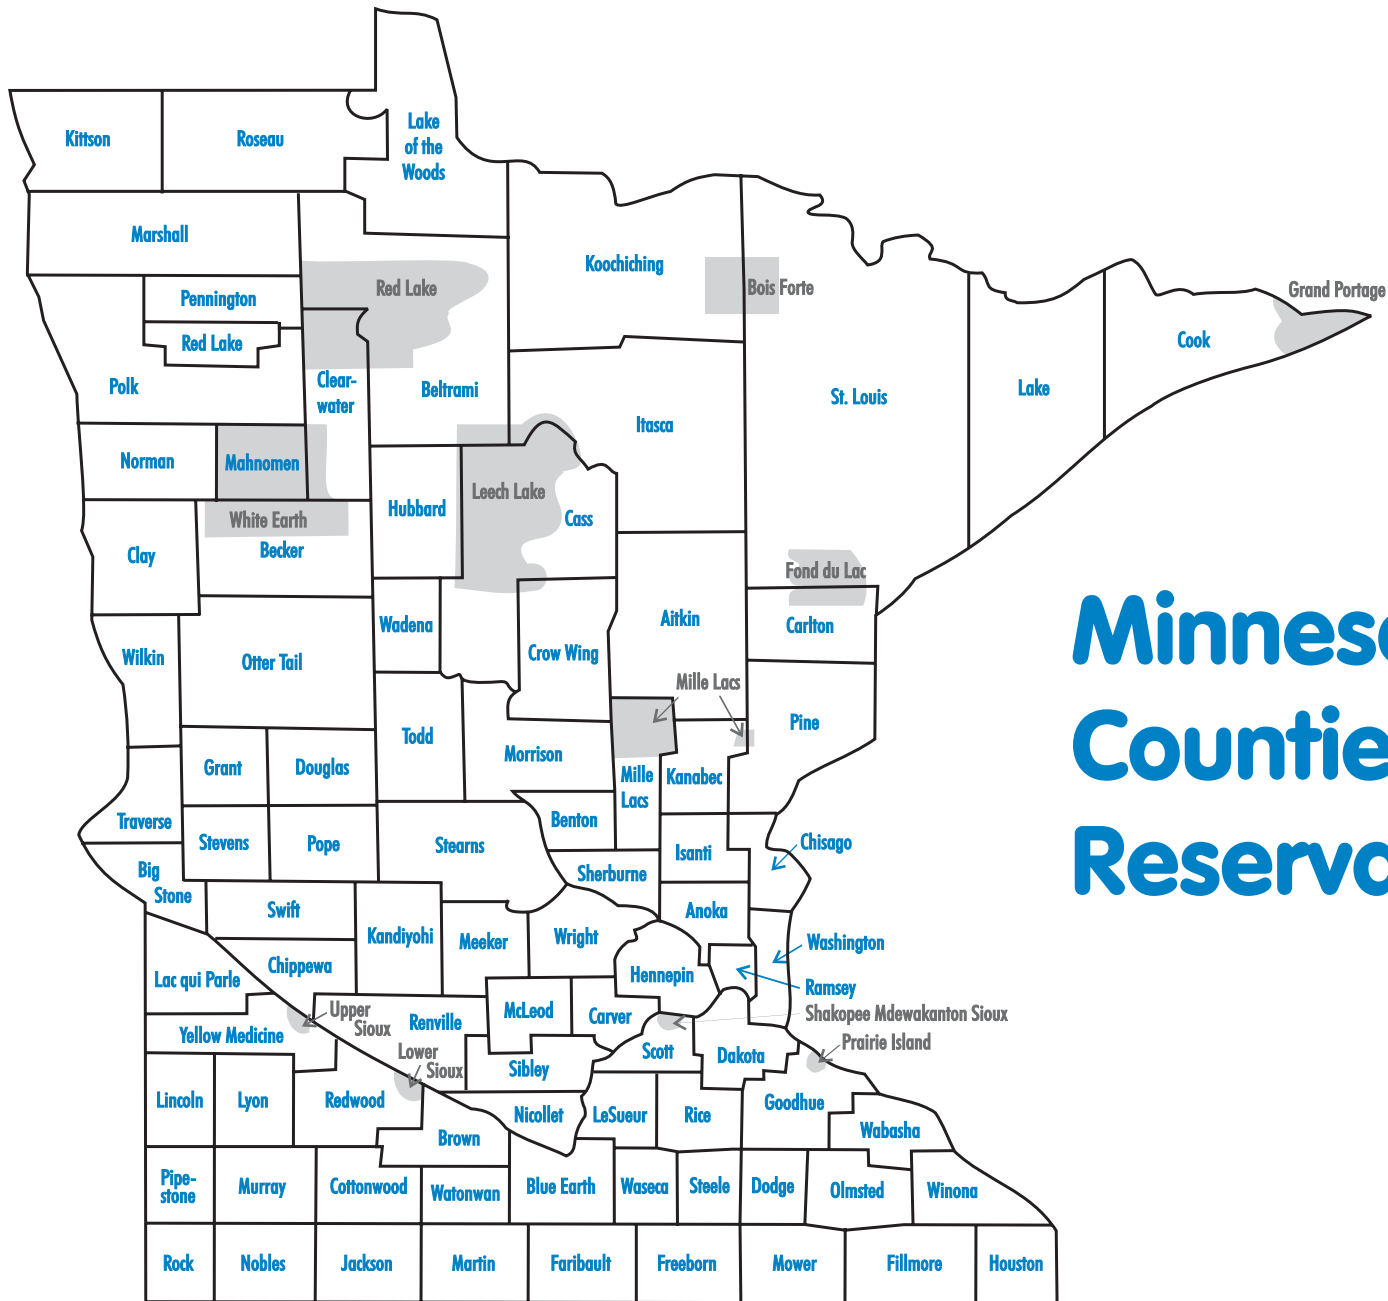 Kittson
Roseau
Lake
of the
Woods
Marshall
Koochiching
Pennington
Red Lake
Bois Forte
Grand Portage
Red Lake
Cook
Polk
Clear-
water
Beltrami
St. Louis
Lake
Itasca
Norman
Mahnomen
Leech Lake
Hubbard
Cass
White Earth
Becker
Clay
Fond du Lac
Wadena
Aitkin
Carlton
Wilkin
Otter Tail
Crow Wing
Mille Lacs
Pine
Todd
Morrison
Grant
Douglas
Mille
Lacs
Kanabec
Traverse
Benton
Stevens
Pope
Stearns
Isanti
Chisago
Big
Stone
Sherburne
Swift
Anoka
Kandiyohi
Meeker
Wright
Washington
Chippewa
Hennepin
Lac qui Parle
Ramsey
McLeod
Carver
Upper
Sioux
Renville
Shakopee Mdewakanton Sioux
Yellow Medicine
Prairie Island
Lower
Sioux
Scott
Dakota
Sibley
Lincoln
Lyon
Redwood
Goodhue
Nicollet
LeSueur
Rice
Brown
Wabasha
Pipe-
stone
Murray
Cottonwood
Watonwan
Blue Earth
Waseca
Steele
Dodge
Olmsted
Winona
Rock
Nobles
Jackson
Martin
Faribault
Freeborn
Mower
Fillmore
Houston
Minneso
Countie
Reserva